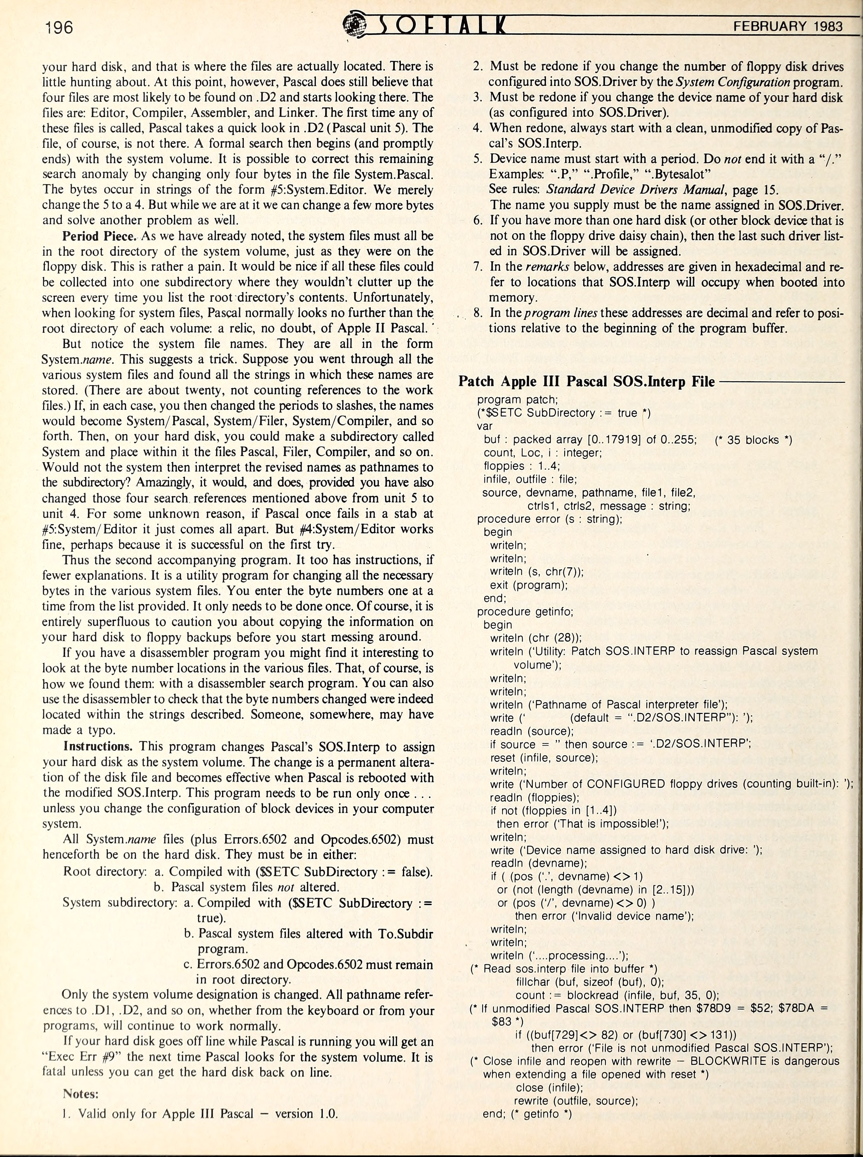 196
SOFTALK
FEBRUARY 1983
your hard disk, and that is where the files are actually located. There is
little hunting about. At this point, however, Pascal does still believe that
four files are most likely to be found on .D2 and starts looking there. The
files are: Editor, Compiler, Assembler, and Linker. The first time any of
these files is called, Pascal takes a quick look in .D2 (Pascal unit 5). The
file, of course, is not there. A formal search then begins (and promptly
ends) with the system volume. It is possible to correct this remaining
search anomaly by changing only four bytes in the file System.Pascal.
The bytes occur in strings of the form #5:System.Editor. We merely
change the 5 to a 4. But while we are at it we can change a few more bytes
and solve another problem as well.
Period Piece. As we have already noted, the system files must all be
in the root directory of the system volume, just as they were on the
floppy disk. This is rather a pain. It would be nice if all these files could
be collected into one subdirectory where they wouldn't clutter up the
screen every time you list the root directory's contents. Unfortunately,
when looking for system files, Pascal normally looks no further than the
root directory of each volume: a relic, no doubt, of Apple II Pascal.
But notice the system file names. They are all in the form
System.name. This suggests a trick. Suppose you went through all the
various system files and found all the strings in which these names are
stored. (There are about twenty, not counting references to the work
files.) If, in each case, you then changed the periods to slashes, the names
would become System/Pascal, System/Filer, System/Compiler, and so
forth. Then, on your hard disk, you could make a subdirectory called
System and place within it the files Pascal, Filer, Compiler, and so on.
Would not the system then interpret the revised names as pathnames to
the subdirectory? Amazingly, it would, and does, provided you have also
changed those four search references mentioned above from unit 5 to
unit 4. For some unknown reason, if Pascal once fails in a stab at
#5:System/Editor it just comes all apart. But #4:System/Editor works
fine, perhaps because it is successful on the first try.
Thus the second accompanying program. It too has instructions, if
fewer explanations. It is a utility program for changing all the necessary
bytes in the various system files. You enter the byte numbers one at a
time from the list provided. It only needs to be done once. Of course, it is
entirely superfluous to caution you about copying the information on
your hard disk to floppy backups before you start messing around.
If you have a disassembler program you might find it interesting to
look at the byte number locations in the various files. That, of course, is
how we found them: with a disassembler search program. You can also
use the disassembler to check that the byte numbers changed were indeed
located within the strings described. Someone, somewhere, may have
made a typo.
Instructions. This program changes Pascal's SOS.Interp to assign
your hard disk as the system volume. The change is a permanent altera-
tion of the disk file and becomes effective when Pascal is rebooted with
the modified SOS.Interp. This program needs to be run only once . . .
unless you change the configuration of block devices in your computer
system.
All System.name files (plus Errors.6502 and Opcodes.6502) must
henceforth be on the hard disk. They must be in either:
Root directory: a. Compiled with ($SETC SubDirectory := false).
b. Pascal system files not altered.
System subdirectory: a. Compiled with ($SETC SubDirectory :=
true).
b. Pascal system files altered with To.Subdir
program.
c. Errors.6502 and Opcodes.6502 must remain
in root directory.
Only the system volume designation is changed. All pathname refer-
ences to .D1, .D2, and so on, whether from the keyboard or from your
programs, will continue to work normally.
If your hard disk goes off line while Pascal is running you will get an
"Exec Err #9" the next time Pascal looks for the system volume. It is
fatal unless you can get the hard disk back on line.
Notes:
1. Valid only for Apple III Pascal – version 1.0.
2. Must be redone if you change the number of floppy disk drives
configured into SOS.Driver by the System Configuration program.
3. Must be redone if you change the device name of your hard disk
(as configured into SOS.Driver).
4. When redone, always start with a clean, unmodified copy of Pas-
cal's SOS.Interp.
5. Device name must start with a period. Do not end it with a "/."
Examples: ".P," ".Profile," ".Bytesalot"
See rules: Standard Device Drivers Manual, page 15.
The name you supply must be the name assigned in SOS.Driver.
6. If you have more than one hard disk (or other block device that is
not on the floppy drive daisy chain), then the last such driver list-
ed in SOS.Driver will be assigned.
7. In the remarks below, addresses are given in hexadecimal and re-
fer to locations that SOS.Interp will occupy when booted into
memory.
8. In the program lines these addresses are decimal and refer to posi-
tions relative to the beginning of the program buffer.
Patch Apple III Pascal SOS.Interp File
program patch;
(*$SETC SubDirectory := true *)
var
buf : packed array [0..17919] of 0..255; (* 35 blocks *)
count, Loc, i : integer;
floppies : 1..4;
infile, outfile : file;
source, devname, pathname, file1, file2,
ctrls1, ctrls2, message : string;
procedure error (s : string);
begin
writeln;
writeln;
writeln (s, chr(7));
exit (program);
end;
procedure getinfo;
begin
writeln (chr (28));
writeln ('Utility: Patch SOS.INTERP to reassign Pascal system
volume');
writeln;
writeln;
writeln ('Pathname of Pascal interpreter file');
write (' (default = ".D2/SOS.INTERP"): ');
readln (source);
if source = '' then source := '.D2/SOS.INTERP';
reset (infile, source);
writeln;
write ('Number of CONFIGURED floppy drives (counting built-in): ');
readln (floppies);
if not (floppies in [1..4])
then error ('That is impossible!');
writeln;
write ('Device name assigned to hard disk drive: ');
readln (devname);
if ( (pos ('.', devname) <> 1)
or (not (length (devname) in [2..15]))
or (pos ('/', devname) <> 0) )
then error ('Invalid device name');
writeln;
writeln;
writeln ('....processing....');
(* Read sos.interp file into buffer *)
fillchar (buf, sizeof (buf), 0);
count := blockread (infile, buf, 35, 0);
(* If unmodified Pascal SOS.INTERP then $78D9 = $52; $78DA =
$83 *)
if ((buf[729]<> 82) or (buf[730] <> 131))
then error ('File is not unmodified Pascal SOS.INTERP');
(* Close infile and reopen with rewrite – BLOCKWRITE is dangerous
when extending a file opened with reset *)
close (infile);
rewrite (outfile, source);
end; (* getinfo *)